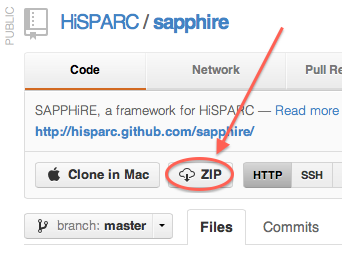 PUBLIC
HiSPARC / sapphire
Code Network Pull Re
SAPPHiRE, a framework for HiSPARC — Read more
http://hisparc.github.com/sapphire/
Clone in Mac ZIP HTTP SSH
branch: master Files Commits